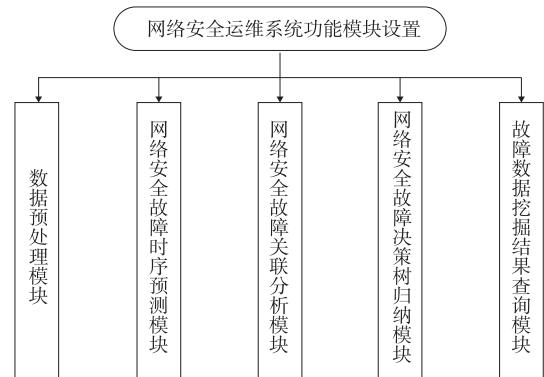 网络安全运维系统功能模块设置
数据预处理模块
网络安全故障时序预测模块
网络安全故障关联分析模块
网络安全故障决策树归纳模块
故障数据挖掘结果查询模块